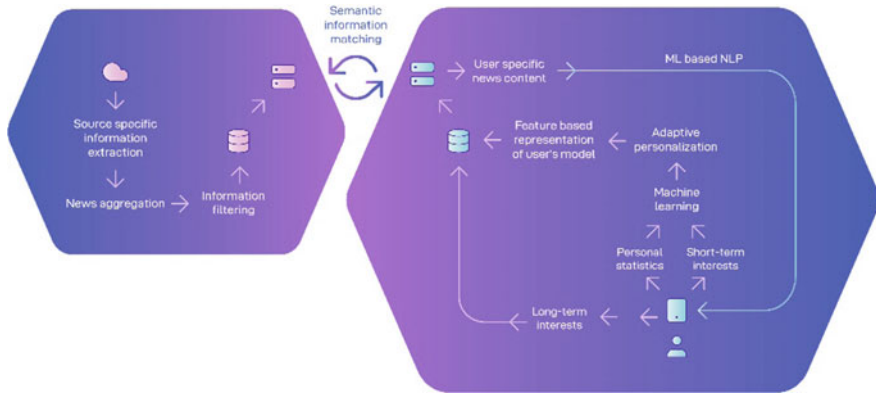 Semantic
information
matching
Source specific
information
extraction
News aggregation
Information
filtering
User specific
news content
ML based NLP
Feature based
representation
of user's model
Adaptive
personalization
Machine
learning
Personal
statistics
Short-term
interests
Long-term
interests